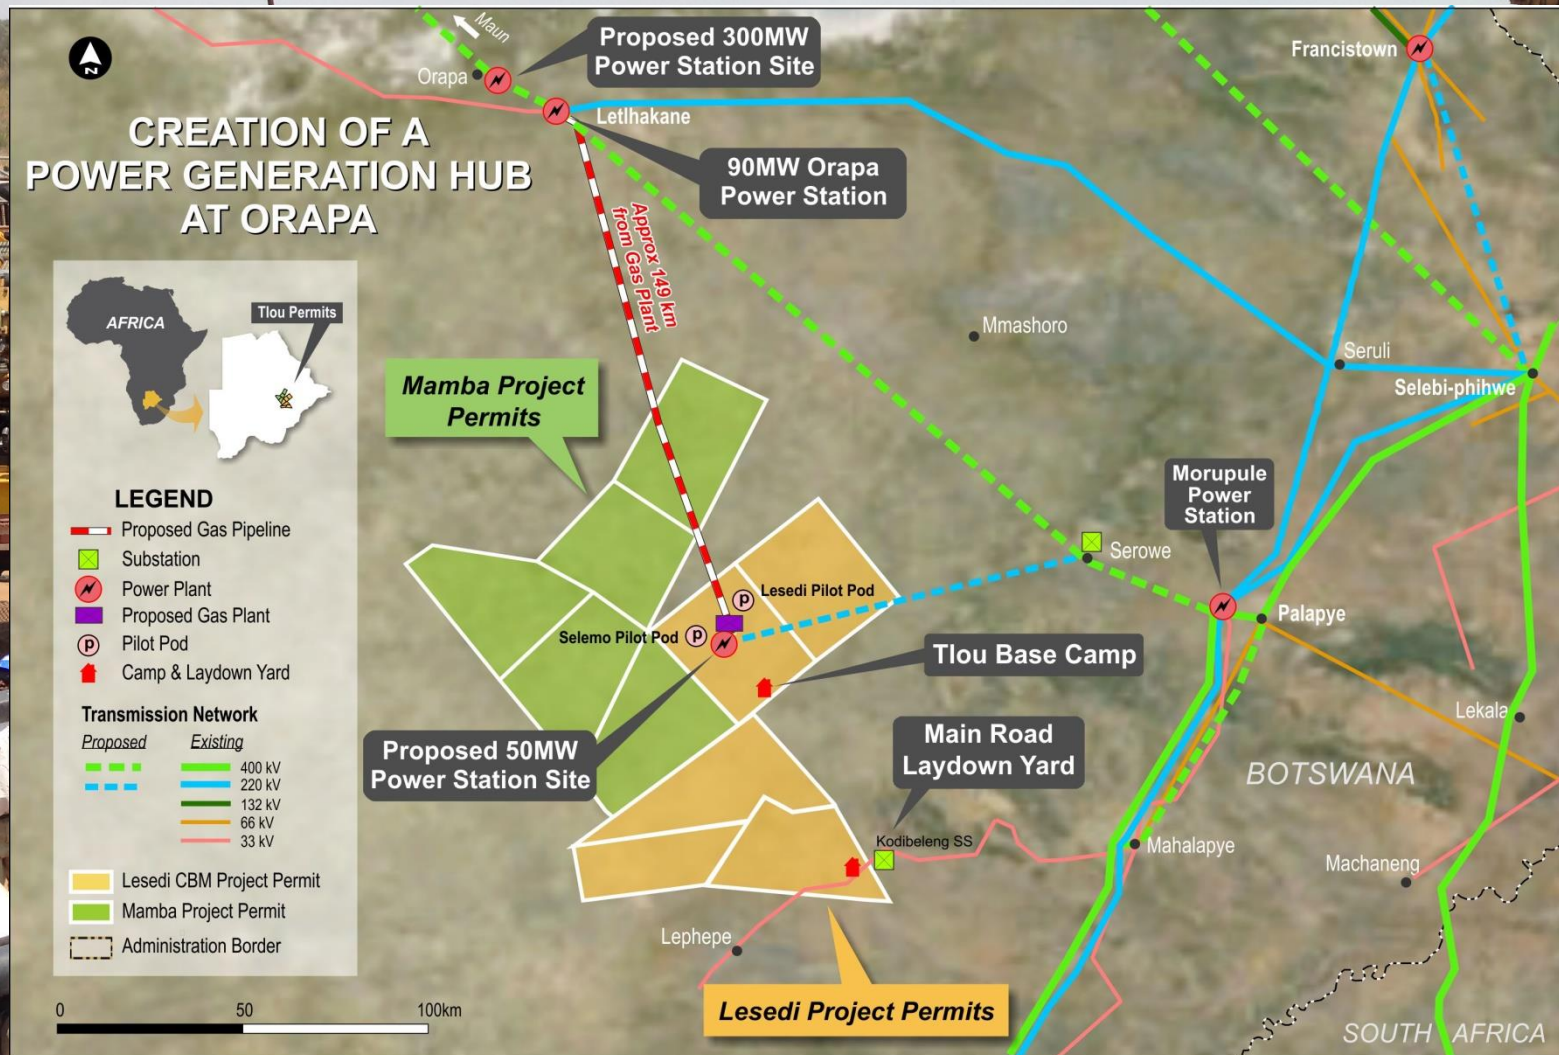 Maun
Orapa
Proposed 300MW
Power Station Site
Francistown
Letlhakane
CREATION OF A
POWER GENERATION HUB
AT ORAPA
90MW Orapa
Power Station
Approx 149 km
from Gas Plant
AFRICA
Tlou Permits
Mmashoro
Seruli
Selebi-phihwe
Mamba Project
Permits
Morupule
Power
Station
LEGEND
Proposed Gas Pipeline
Substation
Power Plant
Proposed Gas Plant
P
Pilot Pod
Camp & Laydown Yard
Serowe
P
Lesedi Pilot Pod
Selemo Pilot Pod
P
Palapye
Tlou Base Camp
Transmission Network
Proposed
Existing
400 kV
220 kV
132 kV
66 kV
33 kV
Proposed 50MW
Power Station Site
Main Road
Laydown Yard
Lekala
BOTSWANA
Kodibeleng SS
Mahalapye
Machaneng
Lesedi CBM Project Permit
Mamba Project Permit
Administration Border
Lephepe
Lesedi Project Permits
0
50
100km
SOUTH AFRICA
N